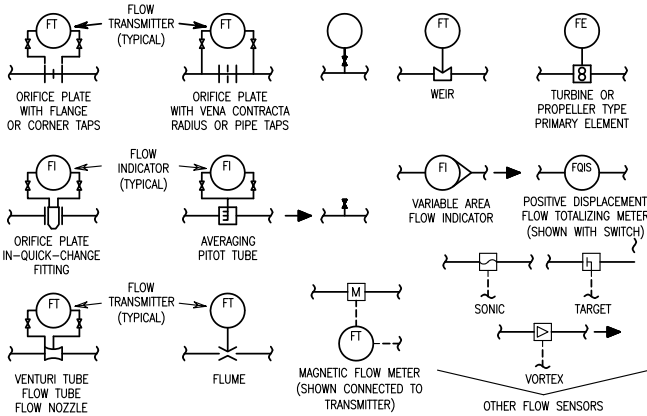 FLOW
TRANSMITTER
(TYPICAL)
FT
FT
FT
FE
ORIFICE PLATE
WITH FLANGE
OR CORNER TAPS
ORIFICE PLATE
WITH VENA CONTRACTA
RADIUS OR PIPE TAPS
WEIR
8
TURBINE OR
PROPELLER TYPE
PRIMARY ELEMENT
FLOW
INDICATOR
(TYPICAL)
FI
FI
FI
FQIS
ORIFICE PLATE
IN-QUICK-CHANGE
FITTING
AVERAGING
PITOT TUBE
VARIABLE AREA
FLOW INDICATOR
POSITIVE DISPLACEMENT
FLOW TOTALIZING METER
(SHOWN WITH SWITCH)
SONIC
TARGET
FLOW
TRANSMITTER
(TYPICAL)
FT
FT
M
FT
VENTURI TUBE
FLOW TUBE
FLOW NOZZLE
FLUME
MAGNETIC FLOW METER
(SHOWN CONNECTED TO
TRANSMITTER)
VORTEX
OTHER FLOW SENSORS